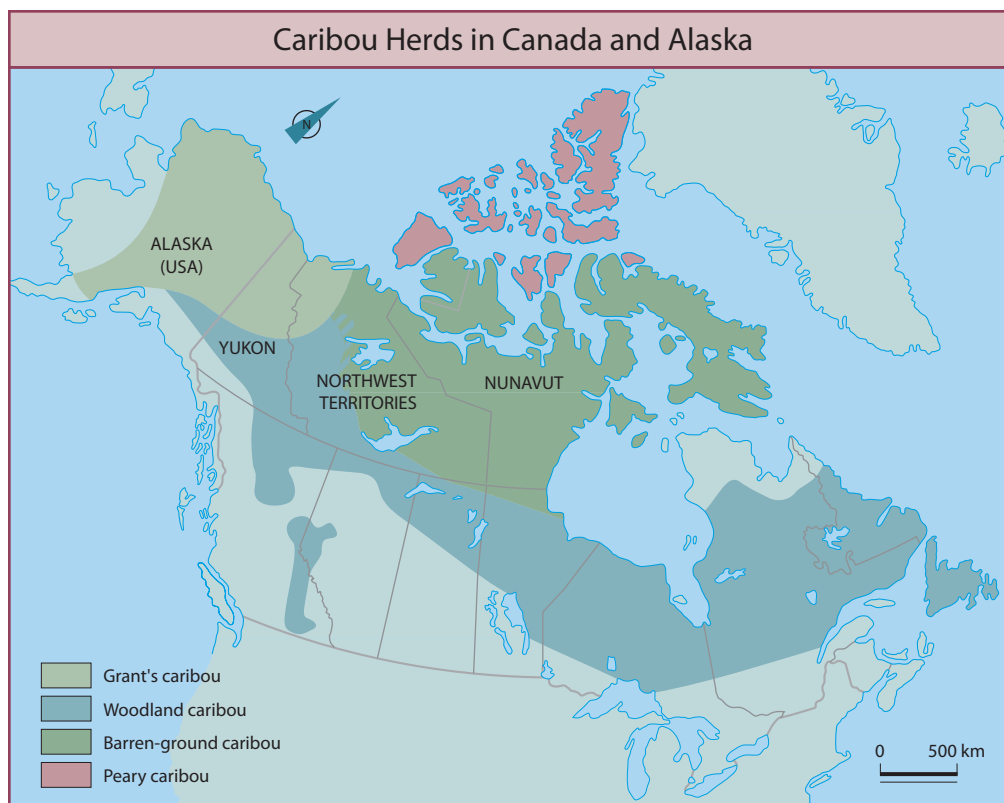 Caribou Herds in Canada and Alaska
N
ALASKA
(USA)
YUKON
NORTHWEST
TERRITORIES
NUNAVUT
Grant's caribou
Woodland caribou
Barren-ground caribou
Peary caribou
0 500 km